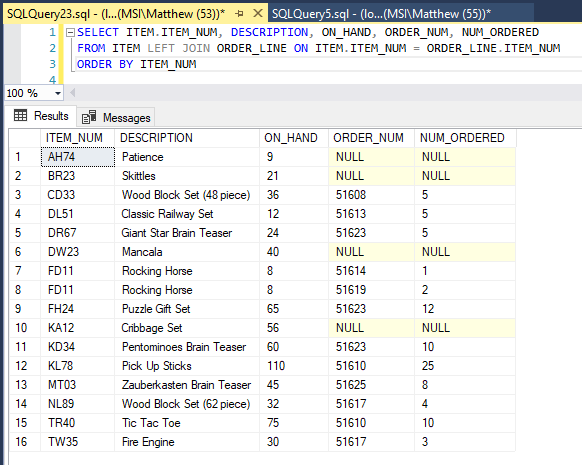 SQLQuery23.sql - (l...(MSI\Matthew (53))* SQLQuery5.sql - (lo...(MSI\Matthew (55))*
1 SELECT ITEM.ITEM_NUM, DESCRIPTION, ON_HAND, ORDER_NUM, NUM_ORDERED
2 FROM ITEM LEFT JOIN ORDER_LINE ON ITEM.ITEM_NUM = ORDER_LINE.ITEM_NUM
3 ORDER BY ITEM_NUM
4
100 %
Results Messages
ITEM_NUM DESCRIPTION ON_HAND ORDER_NUM NUM_ORDERED
1 AH74 Patience 9 NULL NULL
2 BR23 Skittles 21 NULL NULL
3 CD33 Wood Block Set (48 piece) 36 51608 5
4 DL51 Classic Railway Set 12 51613 5
5 DR67 Giant Star Brain Teaser 24 51623 5
6 DW23 Mancala 40 NULL NULL
7 FD11 Rocking Horse 8 51614 1
8 FD11 Rocking Horse 8 51619 2
9 FH24 Puzzle Gift Set 65 51623 12
10 KA12 Cribbage Set 56 NULL NULL
11 KD34 Pentominoes Brain Teaser 60 51623 10
12 KL78 Pick Up Sticks 110 51610 25
13 MT03 Zauberkasten Brain Teaser 45 51625 8
14 NL89 Wood Block Set (62 piece) 32 51617 4
15 TR40 Tic Tac Toe 75 51610 10
16 TW35 Fire Engine 30 51617 3